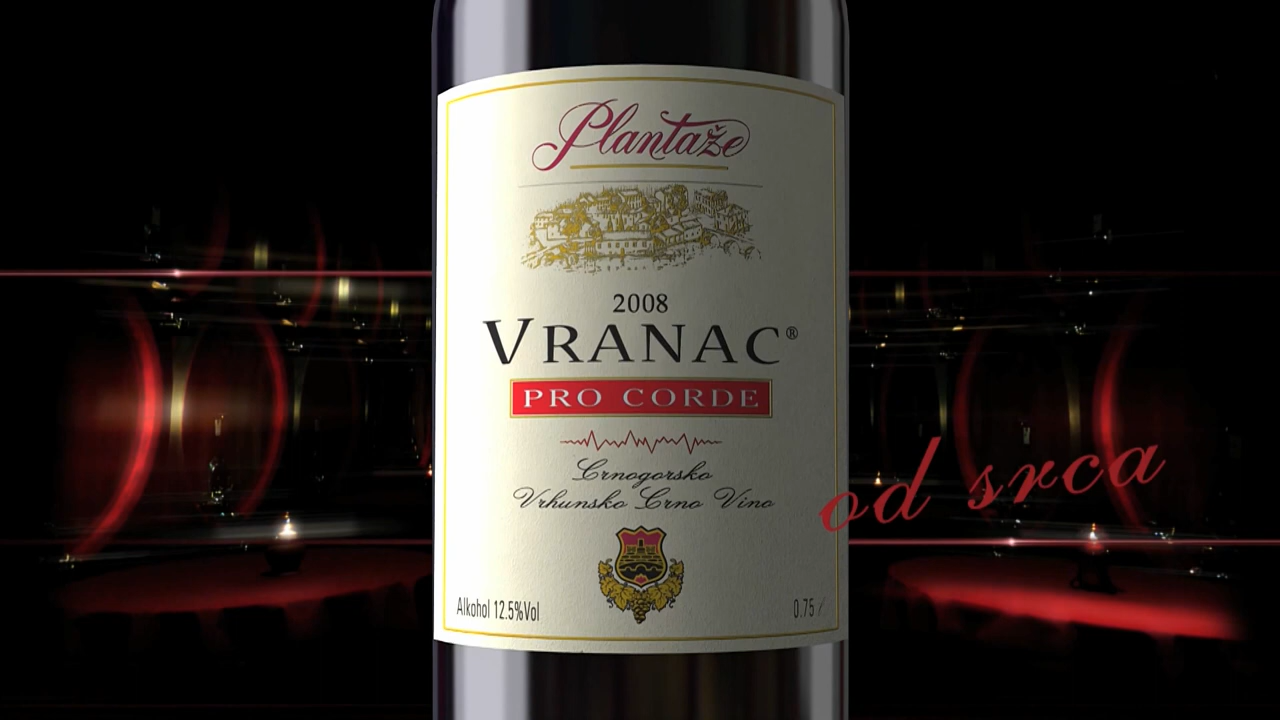 Plantaže
2008
VRANAC®
PRO CORDE
Crnogorsko
Vrhunsko Crno Vino
od srca
Alkohol 12.5%Vol
0.75 l